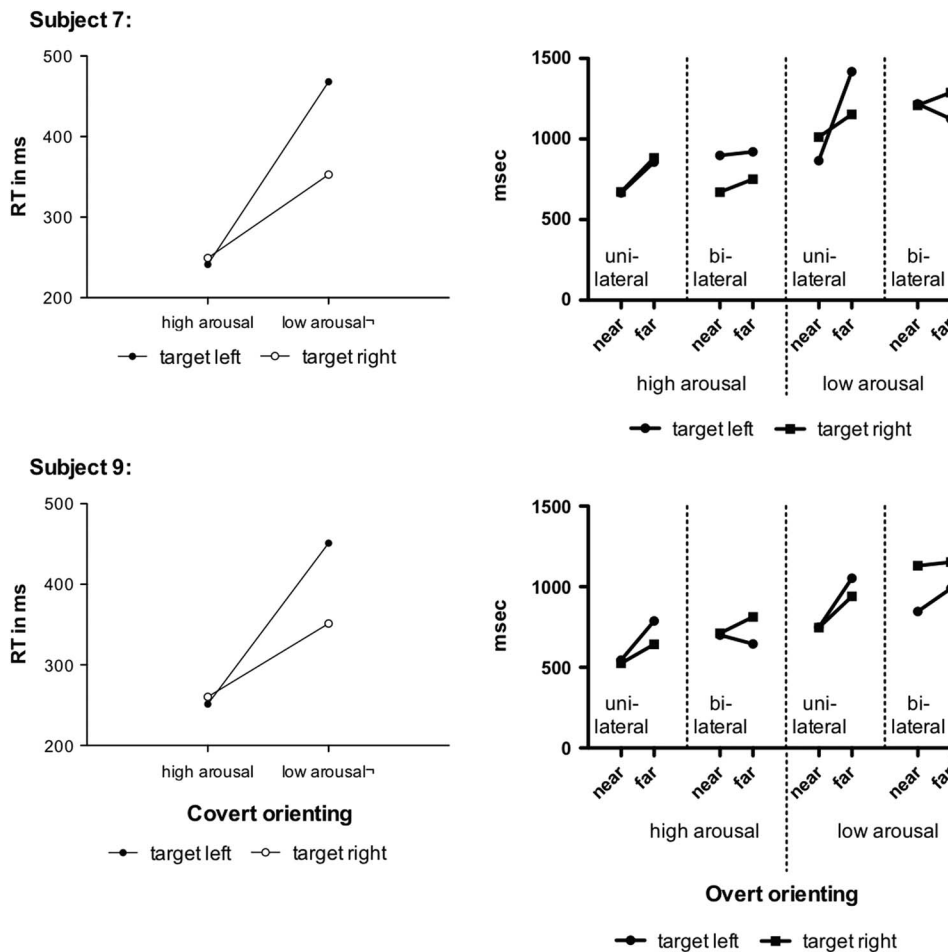 Subject 7:
500
400
300
200
RT in ms
high arousal
low arousal¬
target left
target right
1500
1000
500
0
msec
uni-
lateral
bi-
lateral
uni-
lateral
bi-
lateral
near
far
near
far
near
far
near
far
high arousal
low arousal
target left
target right
Subject 9:
500
400
300
200
RT in ms
high arousal
low arousal¬
Covert orienting
target left
target right
1500
1000
500
0
msec
uni-
lateral
bi-
lateral
uni-
lateral
bi-
lateral
near
far
near
far
near
far
near
far
high arousal
low arousal
Overt orienting
target left
target right